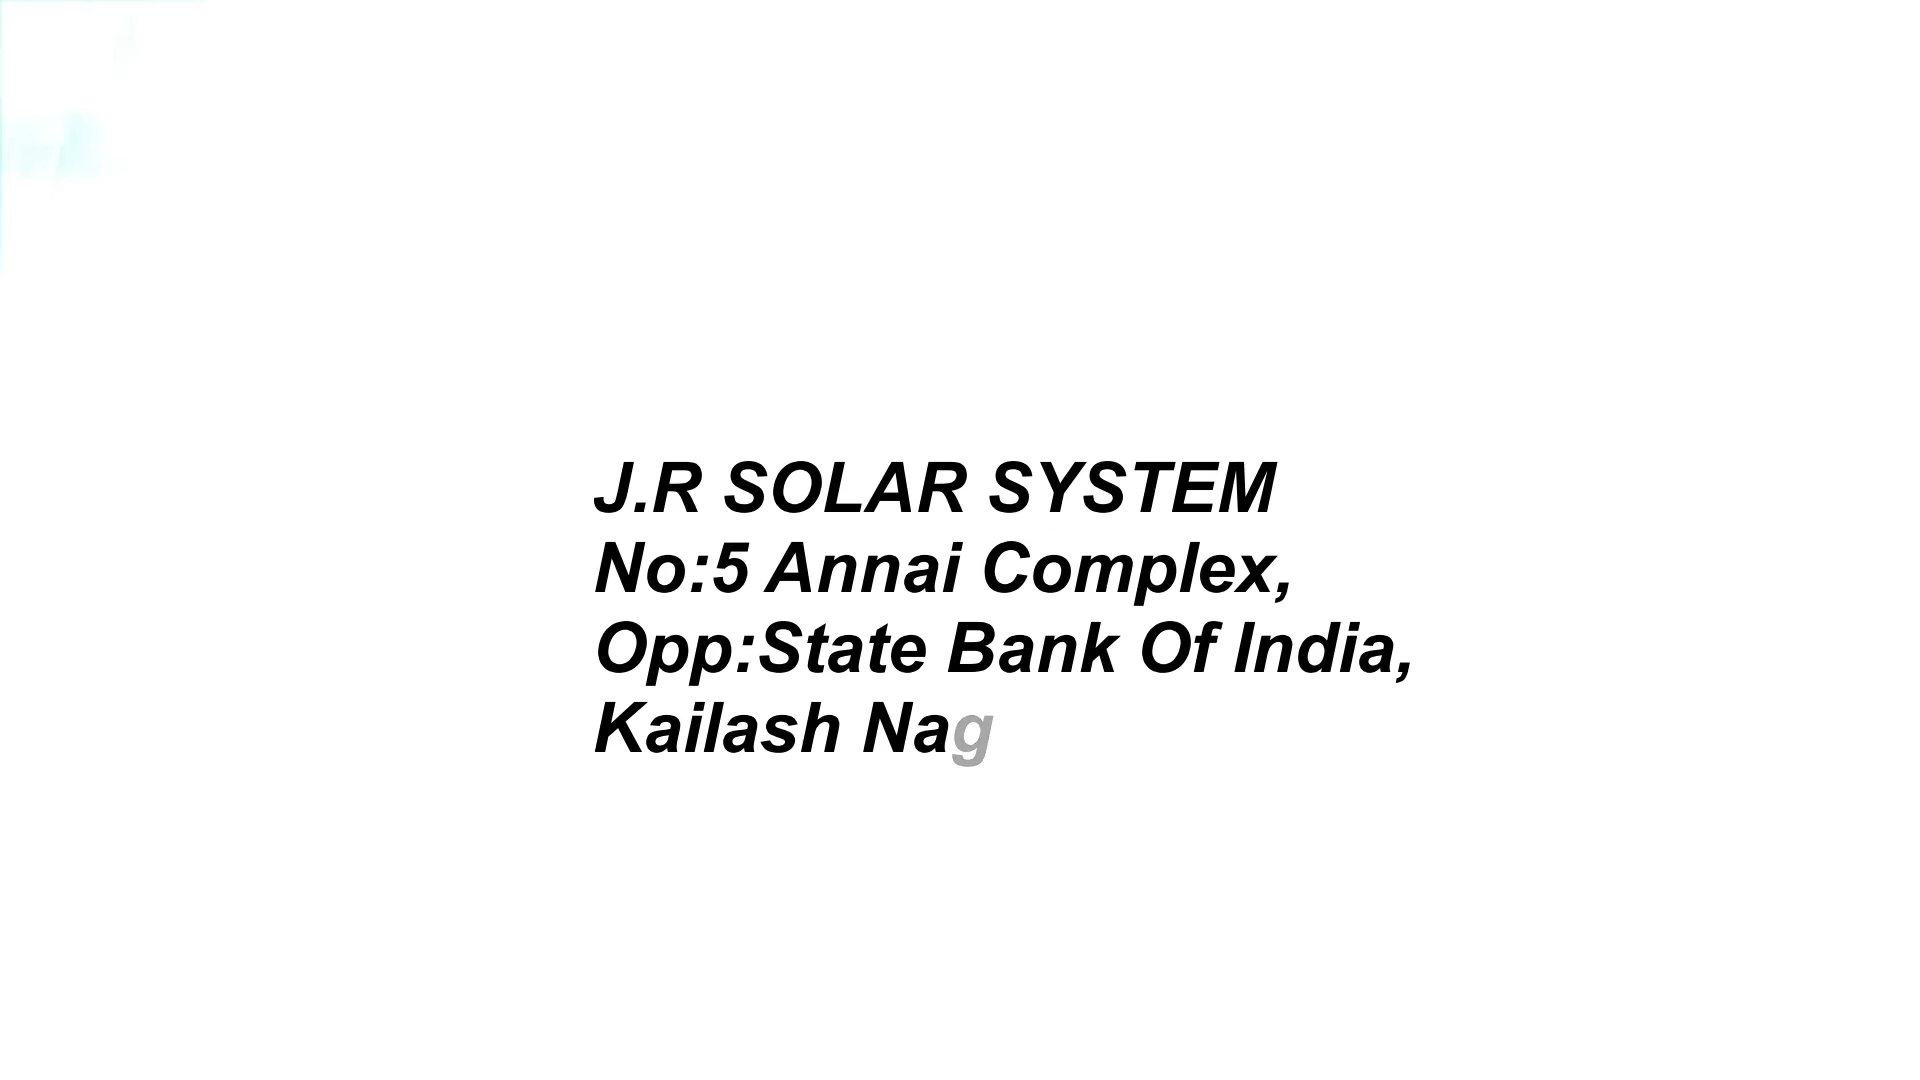 J.R SOLAR SYSTEM
No:5 Annai Complex,
Opp:State Bank Of India,
Kailash Nag